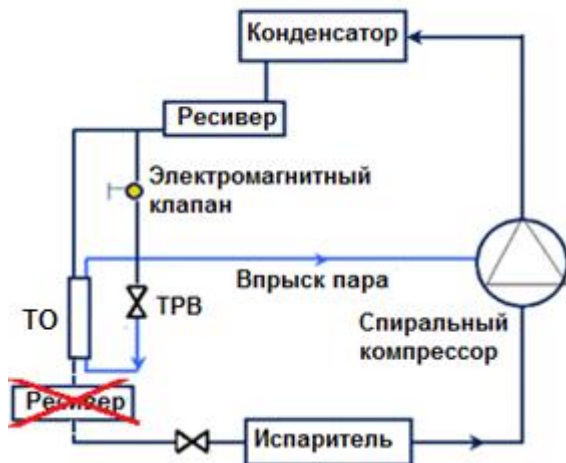 Конденсатор
Ресивер
Электромагнитный
клапан
Впрыск пара
ТО
ТРВ
Спиральный
компрессор
Ресивер
Испаритель